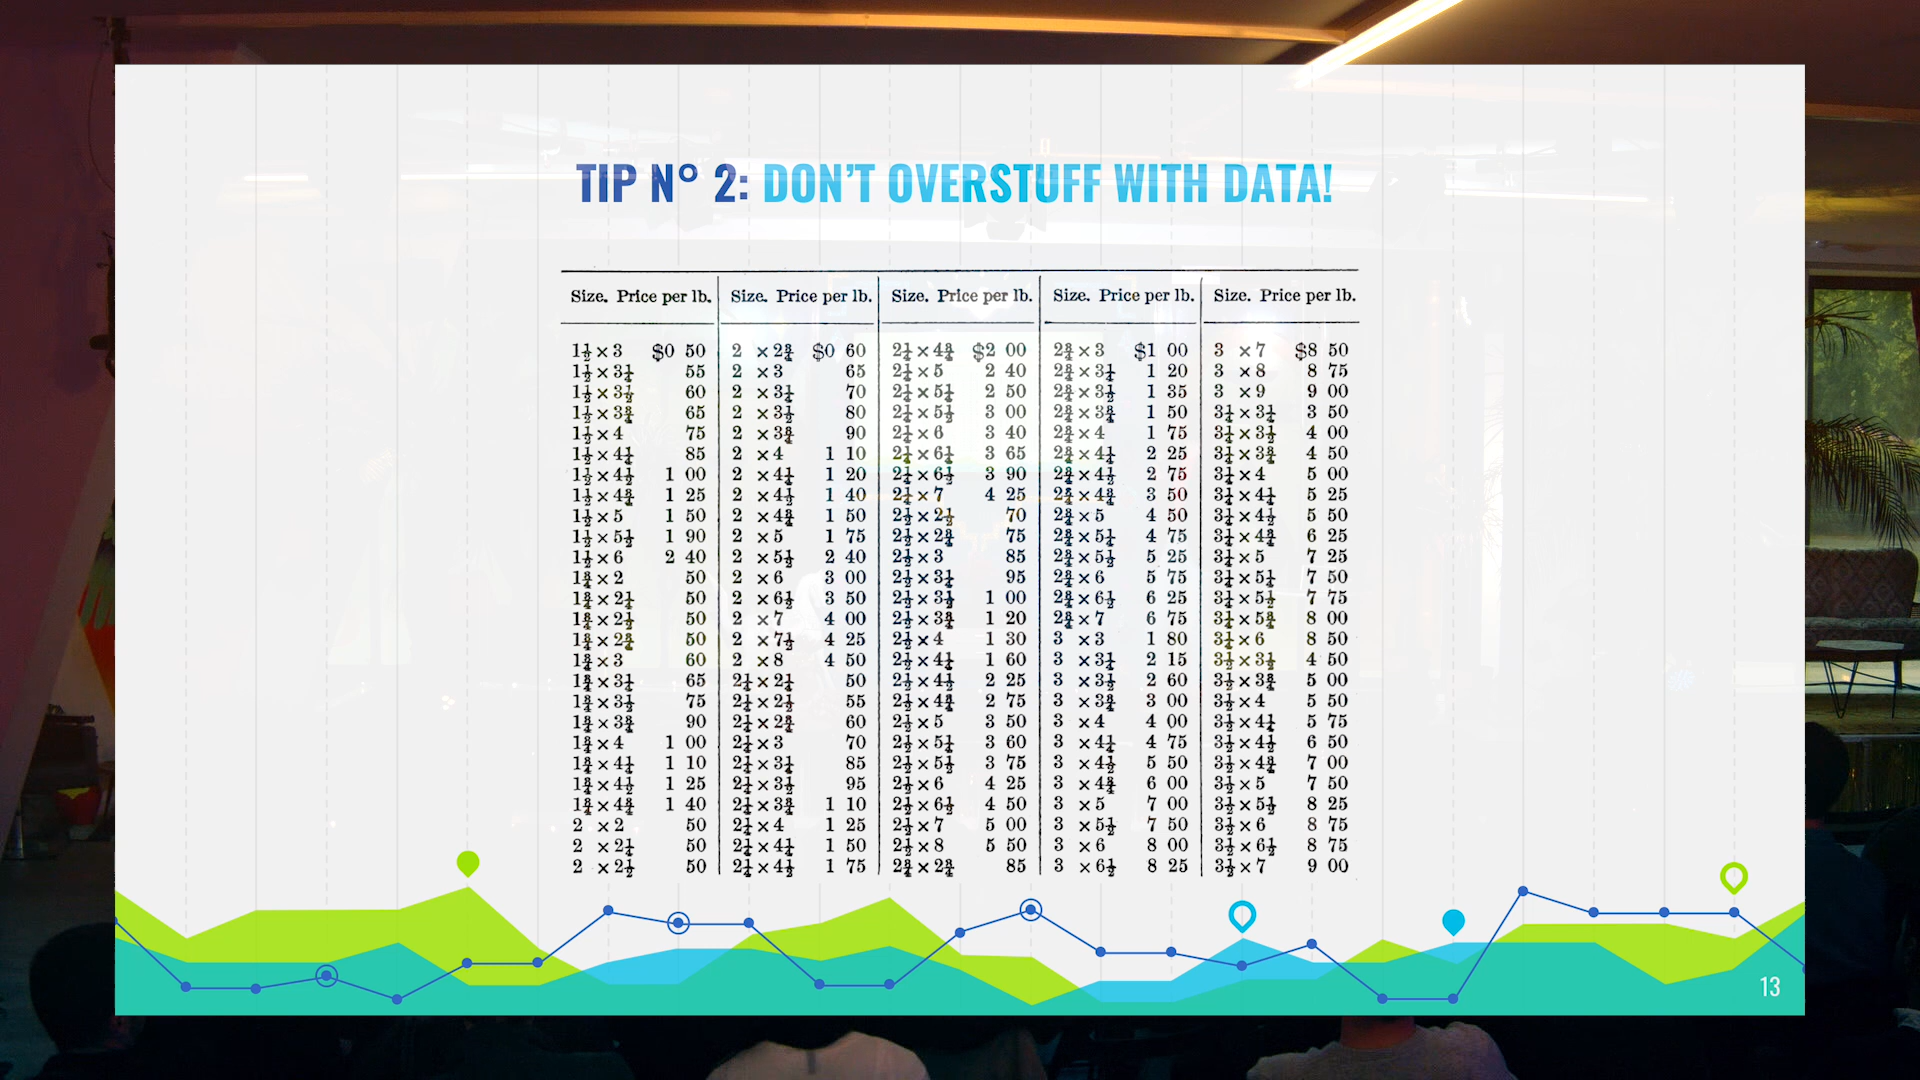 TIP N° 2: DON'T OVERSTUFF WITH DATA!
Size. Price per lb. Size. Price per lb. Size. Price per lb. Size. Price per lb. Size. Price per lb.
1½ × 3 $0 50 2 × 2¾ $0 60 2¼ × 4¾ $2 00 2¾ × 3 $1 00 3 × 7 $8 50
1½ × 3¼ 55 2 × 3 65 2¼ × 5 2 40 2¾ × 3¼ 1 20 3 × 8 8 75
1½ × 3½ 60 2 × 3¼ 70 2¼ × 5¼ 2 50 2¾ × 3½ 1 35 3 × 9 9 00
1½ × 3¾ 65 2 × 3½ 80 2¼ × 5½ 3 00 2¾ × 3¾ 1 50 3¼ × 3¼ 3 50
1½ × 4 75 2 × 3¾ 90 2¼ × 6 3 40 2¾ × 4 1 75 3¼ × 3½ 4 00
1½ × 4¼ 85 2 × 4 1 10 2¼ × 6¼ 3 65 2¾ × 4¼ 2 25 3¼ × 3¾ 4 50
1½ × 4½ 1 00 2 × 4¼ 1 20 2¼ × 6½ 3 90 2¾ × 4½ 2 75 3¼ × 4 5 00
1½ × 4¾ 1 25 2 × 4½ 1 40 2¼ × 7 4 25 2¾ × 4¾ 3 50 3¼ × 4¼ 5 25
1½ × 5 1 50 2 × 4¾ 1 50 2½ × 2½ 70 2¾ × 5 4 50 3¼ × 4½ 5 50
1½ × 5½ 1 90 2 × 5 1 75 2½ × 2¾ 75 2¾ × 5¼ 4 75 3¼ × 4¾ 6 25
1½ × 6 2 40 2 × 5½ 2 40 2½ × 3 85 2¾ × 5½ 5 25 3¼ × 5 7 25
1¾ × 2 50 2 × 6 3 00 2½ × 3¼ 95 2¾ × 6 5 75 3¼ × 5¼ 7 50
1¾ × 2¼ 50 2 × 6½ 3 50 2½ × 3½ 1 00 2¾ × 6½ 6 25 3¼ × 5½ 7 75
1¾ × 2½ 50 2 × 7 4 00 2½ × 3¾ 1 20 2¾ × 7 6 75 3¼ × 5¾ 8 00
1¾ × 2¾ 50 2 × 7½ 4 25 2½ × 4 1 30 3 × 3 1 80 3¼ × 6 8 50
1¾ × 3 60 2 × 8 4 50 2½ × 4¼ 1 60 3 × 3¼ 2 15 3½ × 3½ 4 50
1¾ × 3¼ 65 2¼ × 2¼ 50 2½ × 4½ 2 25 3 × 3½ 2 60 3½ × 3¾ 5 00
1¾ × 3½ 75 2¼ × 2½ 55 2½ × 4¾ 2 75 3 × 3¾ 3 00 3½ × 4 5 50
1¾ × 3¾ 90 2¼ × 2¾ 60 2½ × 5 3 50 3 × 4 4 00 3½ × 4¼ 5 75
1¾ × 4 1 00 2¼ × 3 70 2½ × 5¼ 3 60 3 × 4¼ 4 75 3½ × 4½ 6 50
1¾ × 4¼ 1 10 2¼ × 3¼ 85 2½ × 5½ 3 75 3 × 4½ 5 50 3½ × 4¾ 7 00
1¾ × 4½ 1 25 2¼ × 3½ 95 2½ × 6 4 25 3 × 4¾ 6 00 3½ × 5 7 50
1¾ × 4¾ 1 40 2¼ × 3¾ 1 10 2½ × 6½ 4 50 3 × 5 7 00 3½ × 5½ 8 25
2 × 2 50 2¼ × 4 1 25 2½ × 7 5 00 3 × 5½ 7 50 3½ × 6 8 75
2 × 2¼ 50 2¼ × 4¼ 1 50 2½ × 8 5 50 3 × 6 8 00 3½ × 6½ 8 75
2 × 2½ 50 2¼ × 4½ 1 75 2¾ × 2¾ 85 3 × 6½ 8 25 3½ × 7 9 00
13